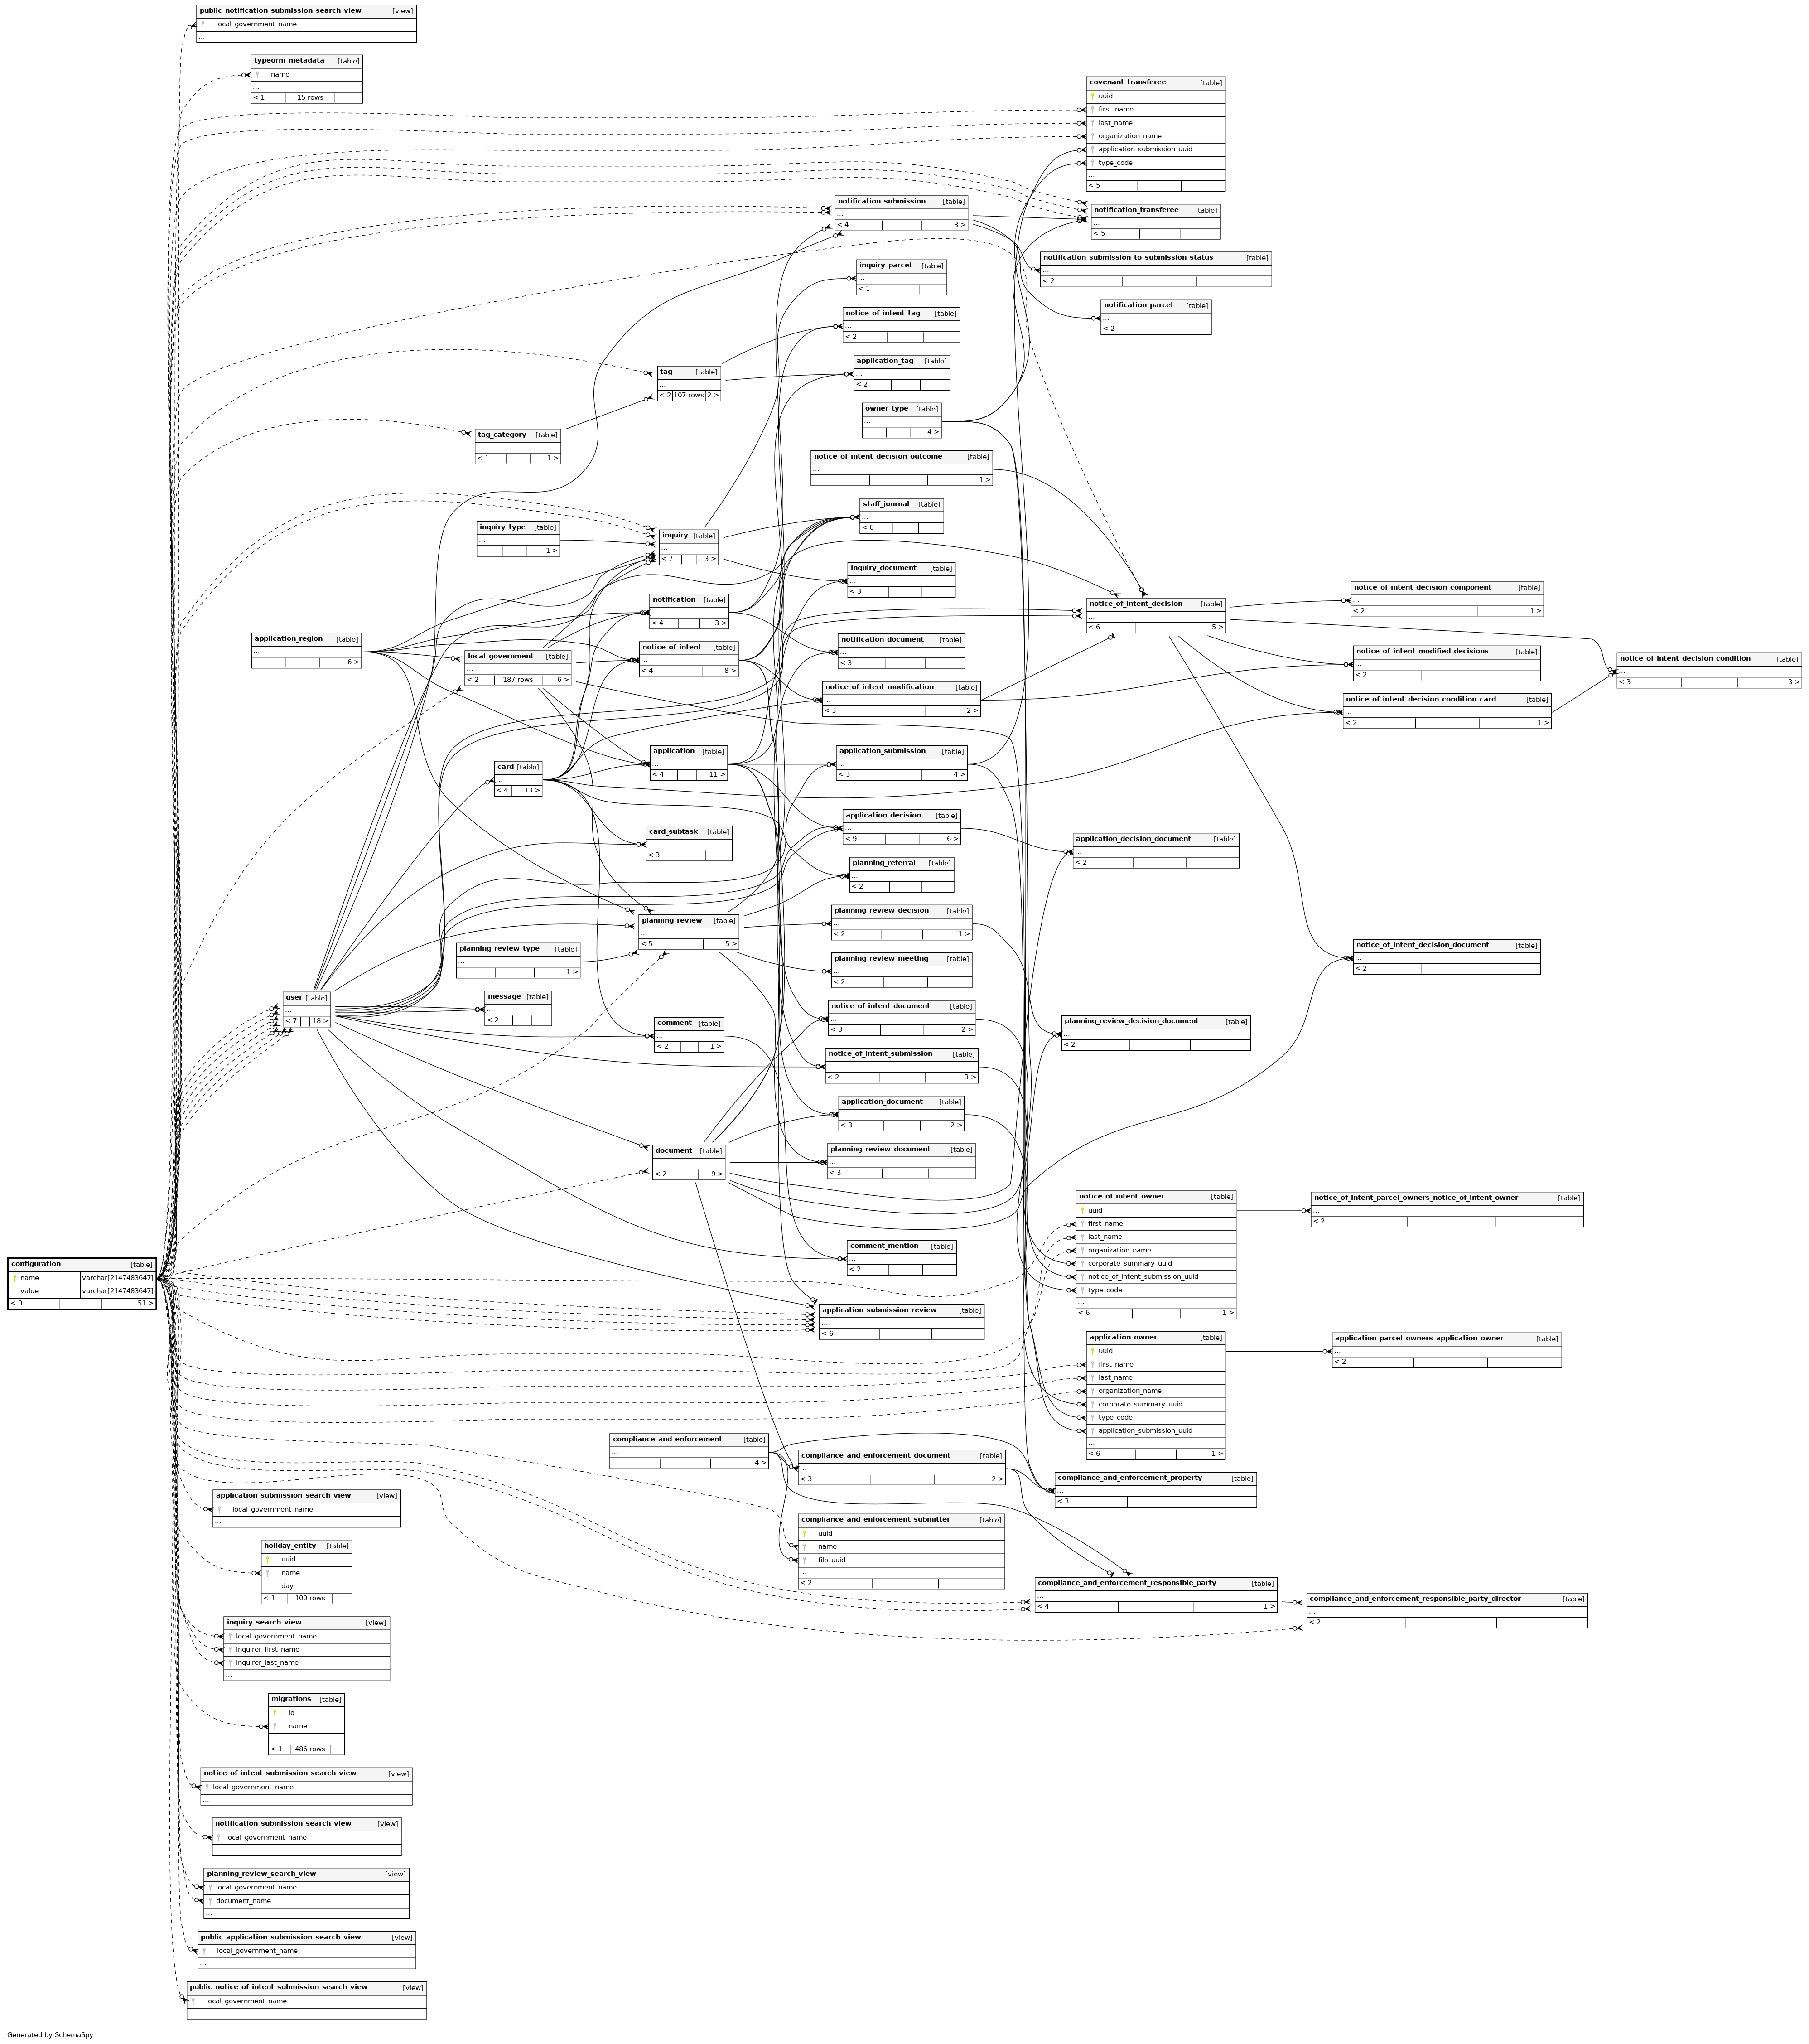 public_notification_submission_search_view [view]
local_government_name
...
typeorm_metadata [table]
name
...
< 1 15 rows
covenant_transferee [table]
uuid
first_name
last_name
organization_name
application_submission_uuid
type_code
...
< 5
notification_submission [table]
...
< 4 3 >
notification_transferee [table]
...
< 5
notification_submission_to_submission_status [table]
...
< 2
inquiry_parcel [table]
...
< 1
notification_parcel [table]
...
< 2
notice_of_intent_tag [table]
...
< 2
application_tag [table]
...
< 2
tag [table]
...
< 2 107 rows 2 >
owner_type [table]
...
4 >
tag_category [table]
...
< 1 1 >
notice_of_intent_decision_outcome [table]
...
1 >
staff_journal [table]
...
< 6
inquiry_type [table]
...
1 >
inquiry [table]
...
< 7 3 >
inquiry_document [table]
...
< 3
notice_of_intent_decision_component [table]
...
< 2 1 >
notification [table]
...
< 4 3 >
notice_of_intent_decision [table]
...
< 6 5 >
application_region [table]
...
6 >
notification_document [table]
...
< 3
notice_of_intent [table]
...
< 4 8 >
local_government [table]
...
< 2 187 rows 6 >
notice_of_intent_modified_decisions [table]
...
< 2
notice_of_intent_decision_condition [table]
...
< 3 3 >
notice_of_intent_modification [table]
...
< 3 2 >
notice_of_intent_decision_condition_card [table]
...
< 2 1 >
application [table]
...
< 4 11 >
application_submission [table]
...
< 3 4 >
card [table]
...
< 4 13 >
application_decision [table]
...
< 9 6 >
card_subtask [table]
...
< 3
application_decision_document [table]
...
< 2
planning_referral [table]
...
< 2
planning_review_decision [table]
...
< 2 1 >
planning_review [table]
...
< 5 5 >
planning_review_type [table]
...
1 >
notice_of_intent_decision_document [table]
...
< 2
planning_review_meeting [table]
...
< 2
user [table]
...
< 7 18 >
message [table]
...
< 2
notice_of_intent_document [table]
...
< 3 2 >
comment [table]
...
< 2 1 >
planning_review_decision_document [table]
...
< 2
notice_of_intent_submission [table]
...
< 2 3 >
application_document [table]
...
< 3 2 >
document [table]
...
< 2 9 >
planning_review_document [table]
...
< 3
notice_of_intent_owner [table]
uuid
first_name
last_name
organization_name
corporate_summary_uuid
notice_of_intent_submission_uuid
type_code
...
< 6 1 >
notice_of_intent_parcel_owners_notice_of_intent_owner [table]
...
< 2
comment_mention [table]
...
< 2
configuration [table]
name varchar[2147483647]
value varchar[2147483647]
< 0 51 >
application_submission_review [table]
...
< 6
application_owner [table]
uuid
first_name
last_name
organization_name
corporate_summary_uuid
type_code
application_submission_uuid
...
< 6 1 >
application_parcel_owners_application_owner [table]
...
< 2
compliance_and_enforcement [table]
...
4 >
compliance_and_enforcement_document [table]
...
< 3 2 >
compliance_and_enforcement_property [table]
...
< 3
application_submission_search_view [view]
local_government_name
...
compliance_and_enforcement_submitter [table]
uuid
name
file_uuid
...
< 2
holiday_entity [table]
uuid
name
day
< 1 100 rows
compliance_and_enforcement_responsible_party [table]
...
< 4 1 >
compliance_and_enforcement_responsible_party_director [table]
...
< 2
inquiry_search_view [view]
local_government_name
inquirer_first_name
inquirer_last_name
...
migrations [table]
id
name
...
< 1 486 rows
notice_of_intent_submission_search_view [view]
local_government_name
...
notification_submission_search_view [view]
local_government_name
...
planning_review_search_view [view]
local_government_name
document_name
...
public_application_submission_search_view [view]
local_government_name
...
public_notice_of_intent_submission_search_view [view]
local_government_name
...
Generated by SchemaSpy